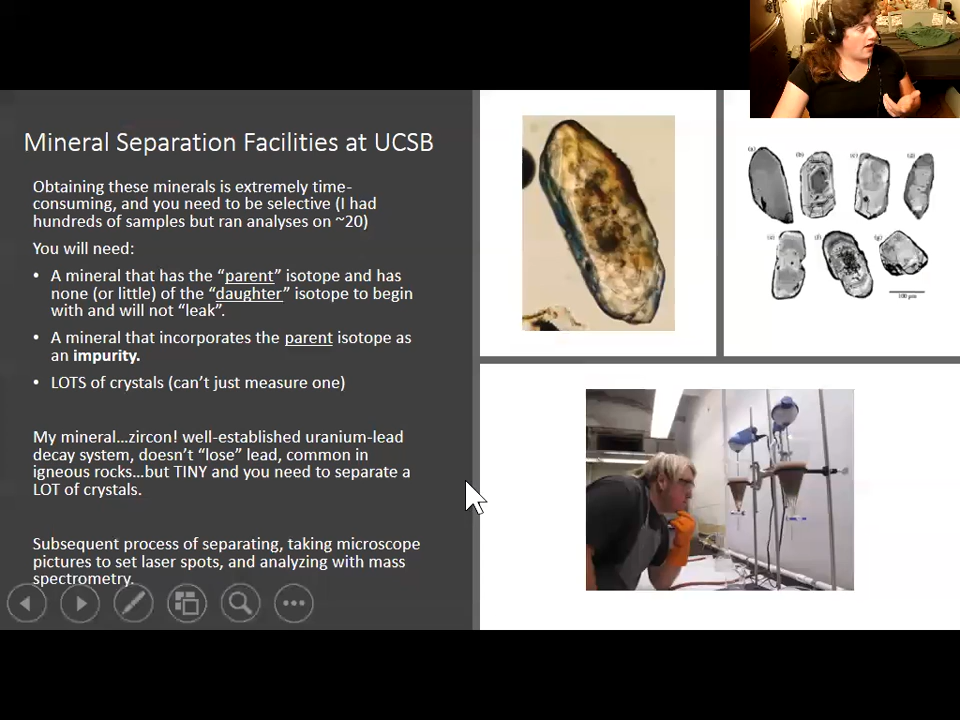 Mineral Separation Facilities at UCSB
Obtaining these minerals is extremely time-
consuming, and you need to be selective (I had
hundreds of samples but ran analyses on ~20)
You will need:
• A mineral that has the “parent” isotope and has
none (or little) of the “daughter” isotope to begin
with and will not “leak”.
• A mineral that incorporates the parent isotope as
an impurity.
• LOTS of crystals (can’t just measure one)
My mineral…zircon! well-established uranium-lead
decay system, doesn’t “lose” lead, common in
igneous rocks…but TINY and you need to separate a
LOT of crystals.
Subsequent process of separating, taking microscope
pictures to set laser spots, and analyzing with mass
spectrometry.
(a) (b) (c) (d)
(e) (f) (g)
100 μm